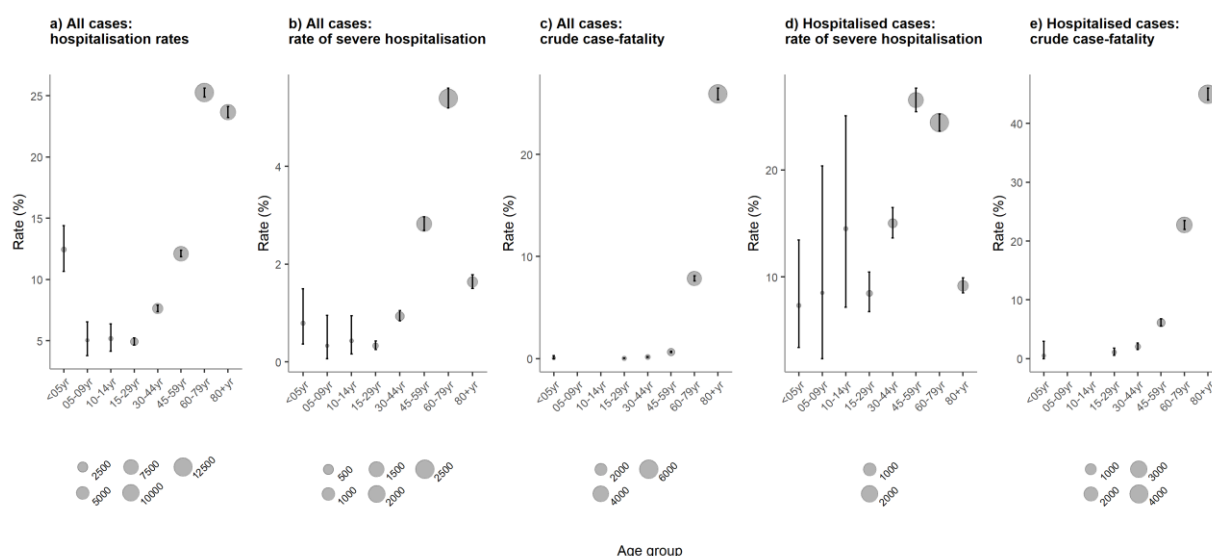 a) All cases:
hospitalisation rates
b) All cases:
rate of severe hospitalisation
c) All cases:
crude case-fatality
d) Hospitalised cases:
rate of severe hospitalisation
e) Hospitalised cases:
crude case-fatality
Rate (%)
25
20
15
10
5
<05yr
05-09yr
10-14yr
15-29yr
30-44yr
45-59yr
60-79yr
80+yr
Rate (%)
4
2
0
<05yr
05-09yr
10-14yr
15-29yr
30-44yr
45-59yr
60-79yr
80+yr
Rate (%)
20
10
0
<05yr
05-09yr
10-14yr
15-29yr
30-44yr
45-59yr
60-79yr
80+yr
Rate (%)
20
10
<05yr
05-09yr
10-14yr
15-29yr
30-44yr
45-59yr
60-79yr
80+yr
Rate (%)
40
30
20
10
0
<05yr
05-09yr
10-14yr
15-29yr
30-44yr
45-59yr
60-79yr
80+yr
2500
7500
12500
5000
10000
500
1500
2500
1000
2000
2000
6000
4000
1000
2000
1000
3000
2000
4000
Age group